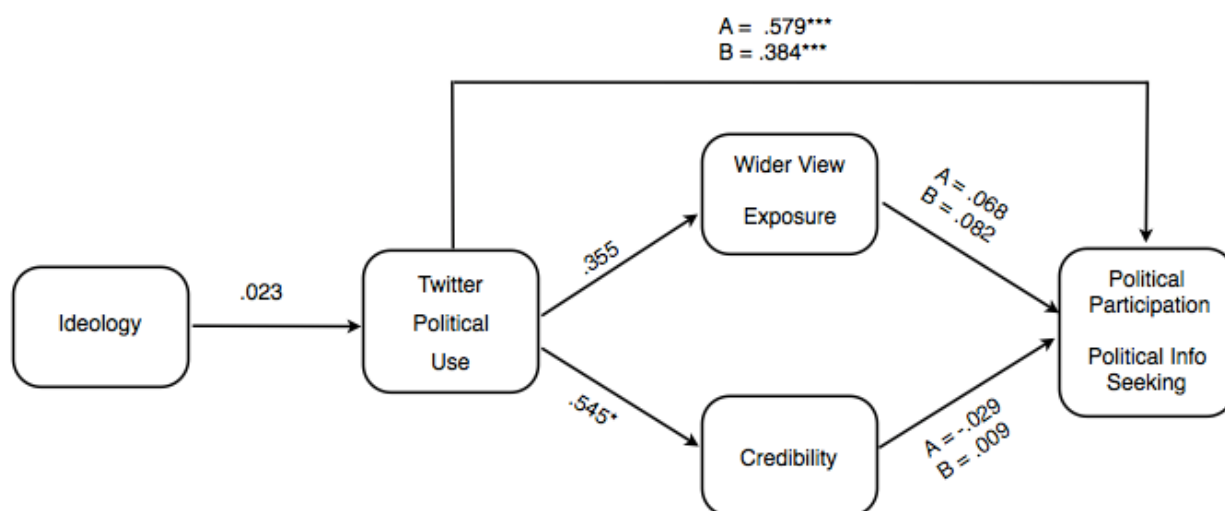 A = .579***
B = .384***
Wider View
Exposure
A = .068
B = .082
.355
Ideology
.023
Twitter
Political
Use
Political
Participation
Political Info
Seeking
.545*
Credibility
A = -.029
B = .009